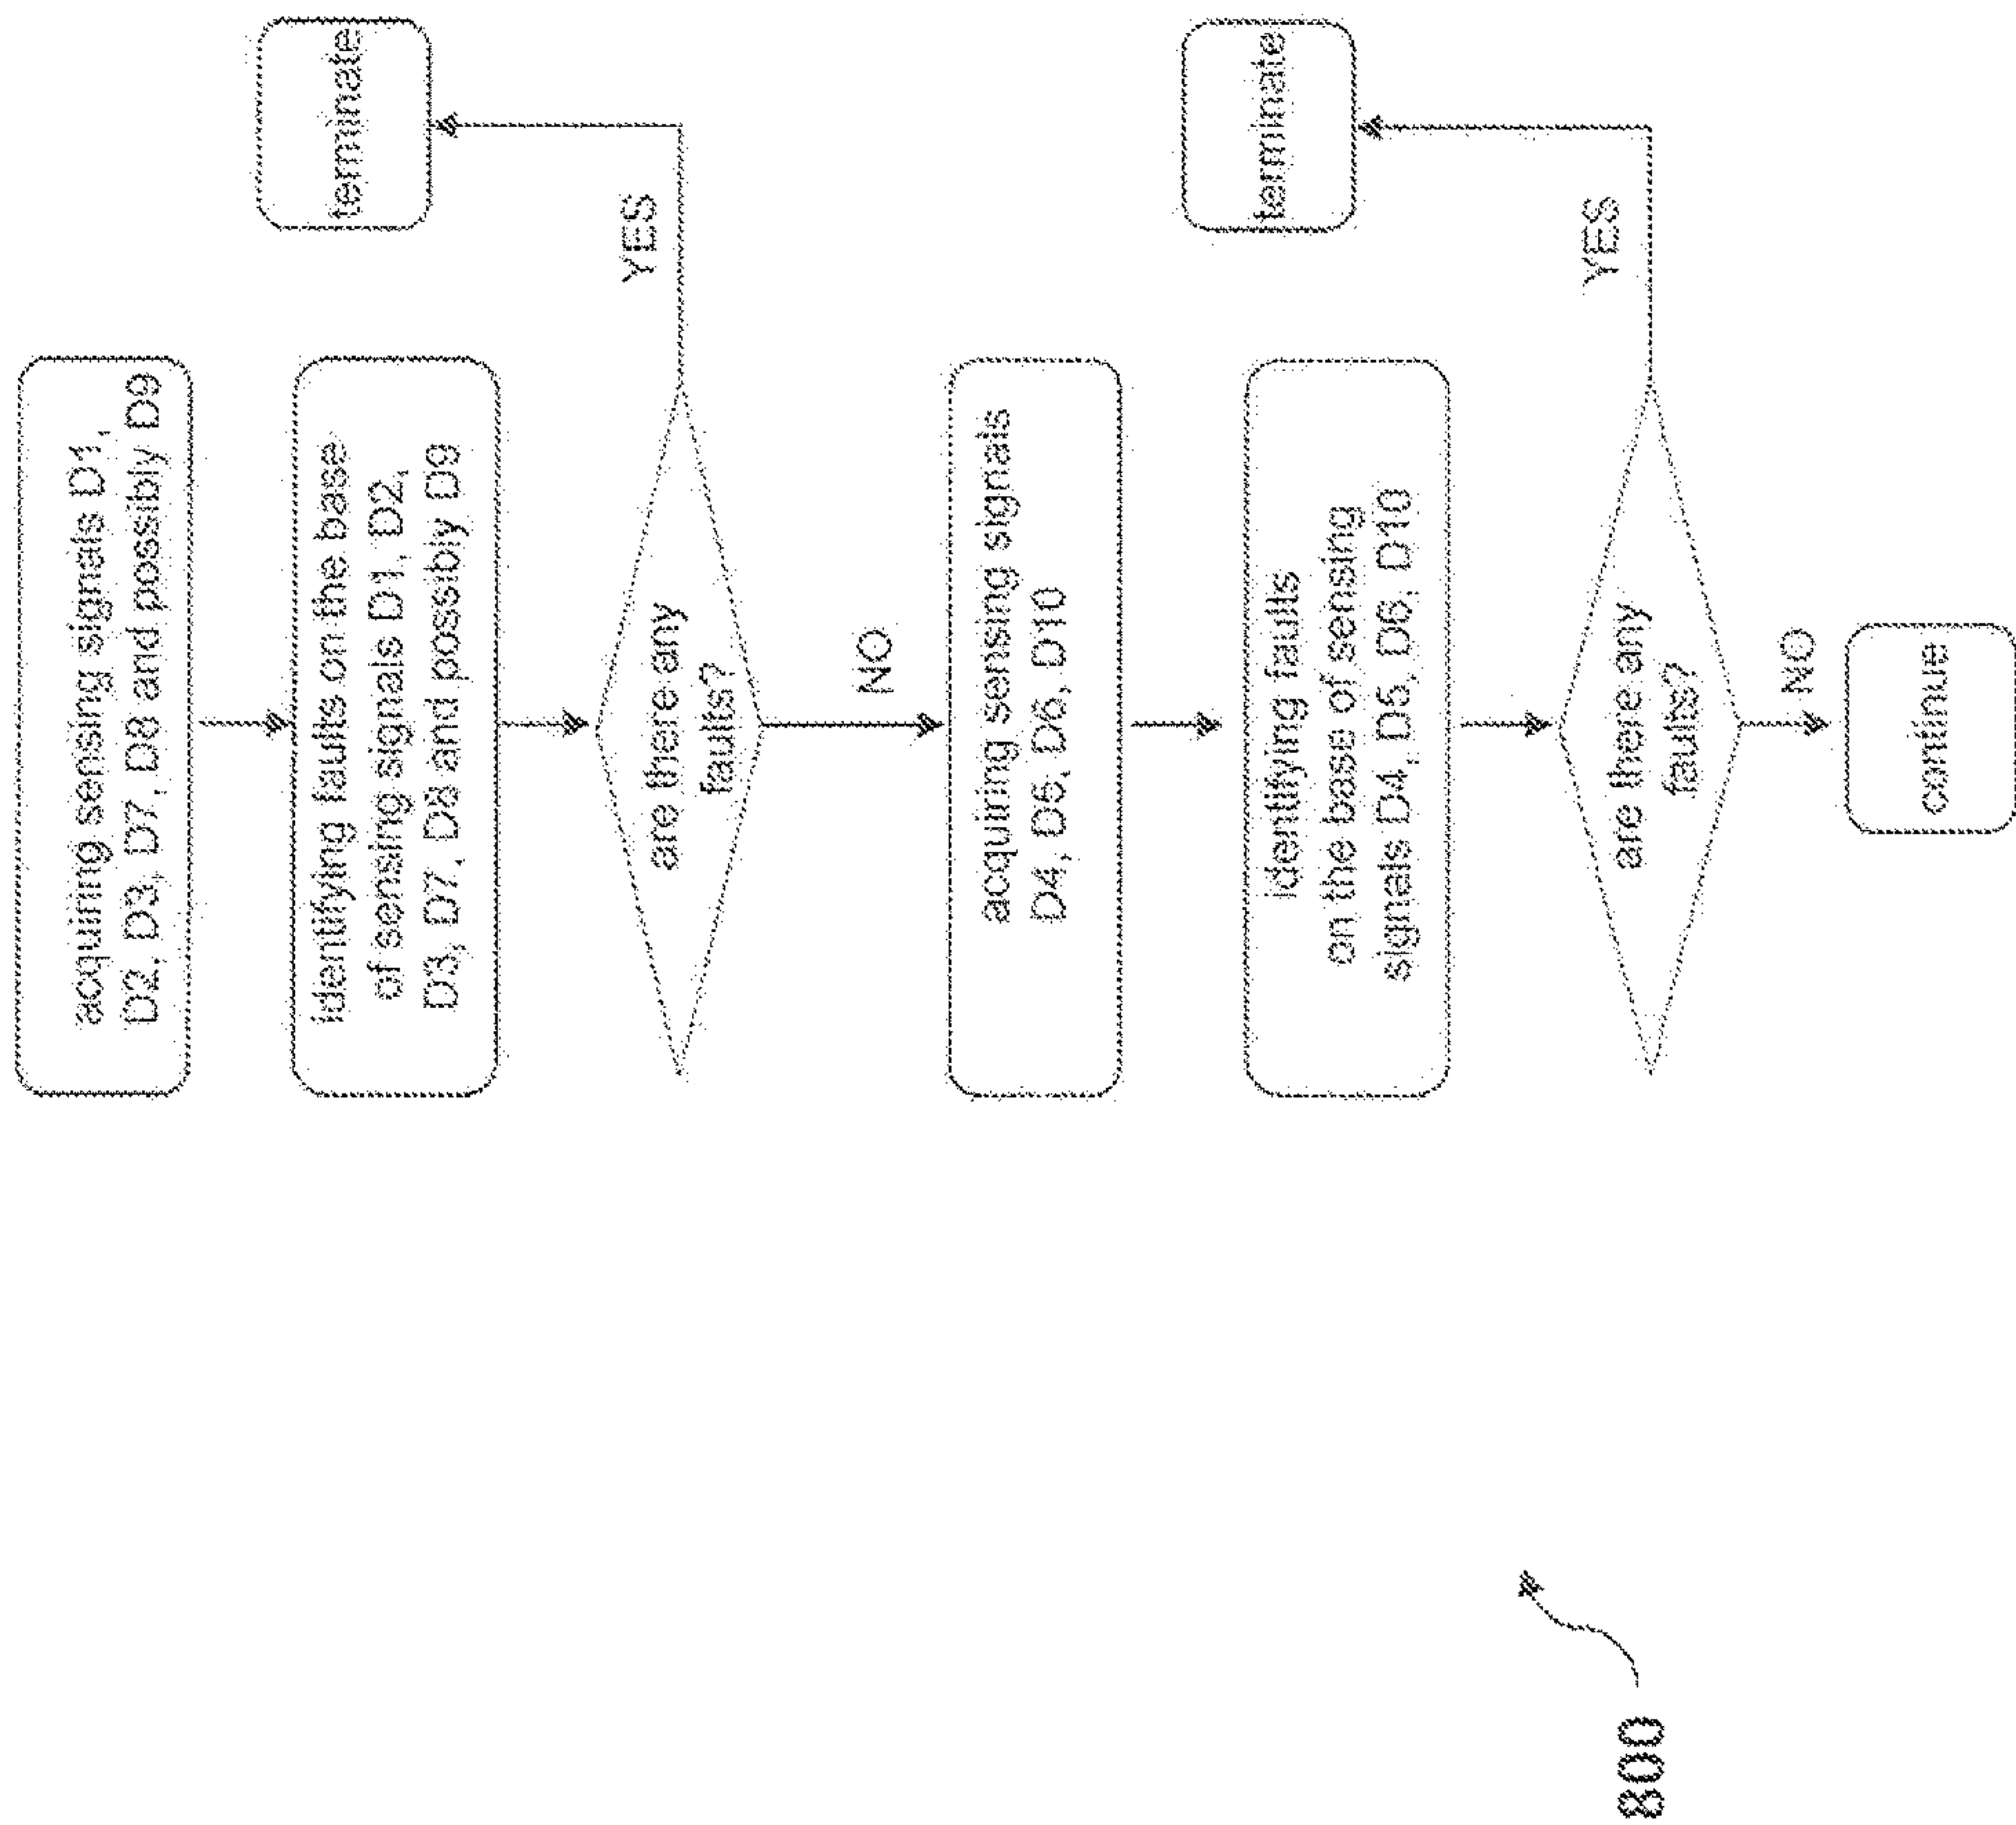 acquiring sensing signals D1,
D2, D3, D7, D8 and possibly D9
identifying faults on the base
of sensing signals D1, D2,
D3, D7, D8 and possibly D9
terminate
are there any
faults?
YES
NO
acquiring sensing signals
D4, D5, D6, D10
identifying faults
on the base of sensing
signals D4, D5, D6, D10
terminate
are there any
faults?
YES
NO
continue
800